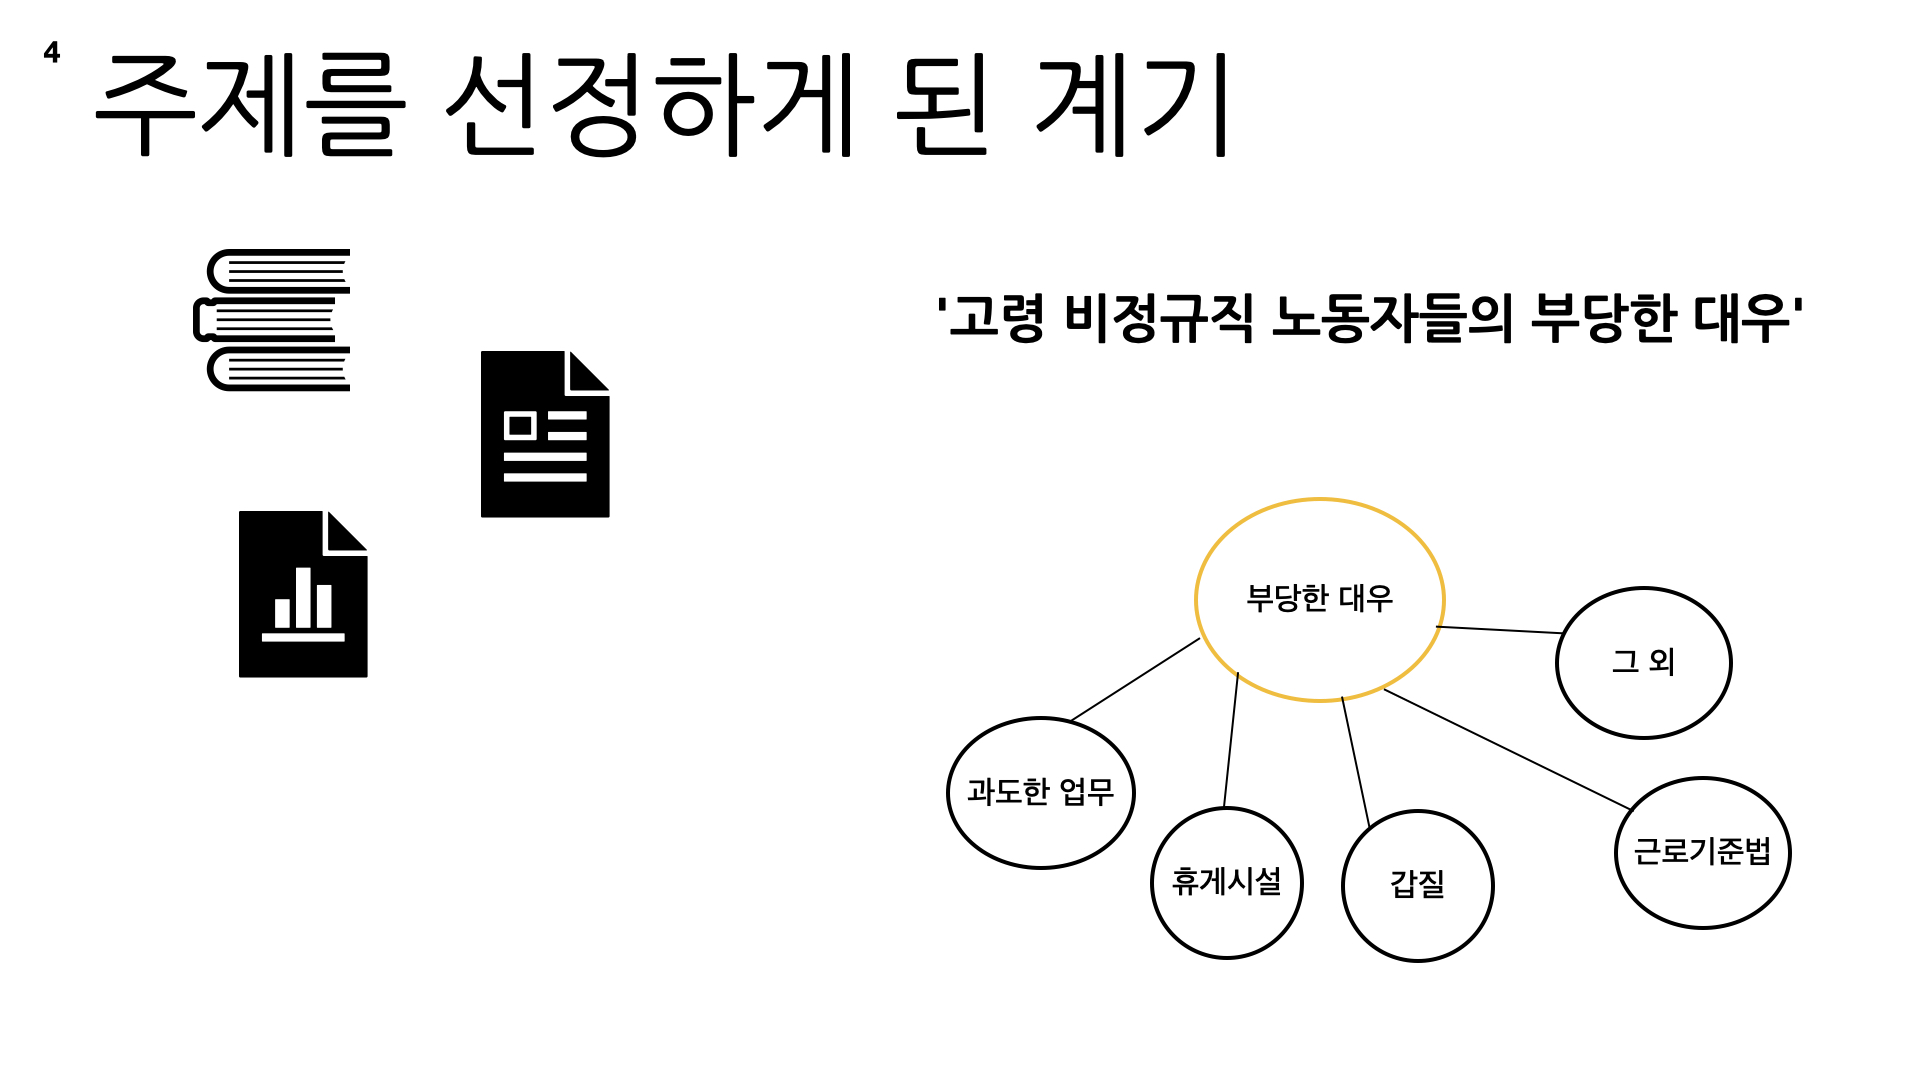 4
주제를 선정하게 된 계기
'고령 비정규직 노동자들의 부당한 대우'
부당한 대우
그 외
과도한 업무
휴게시설
갑질
근로기준법